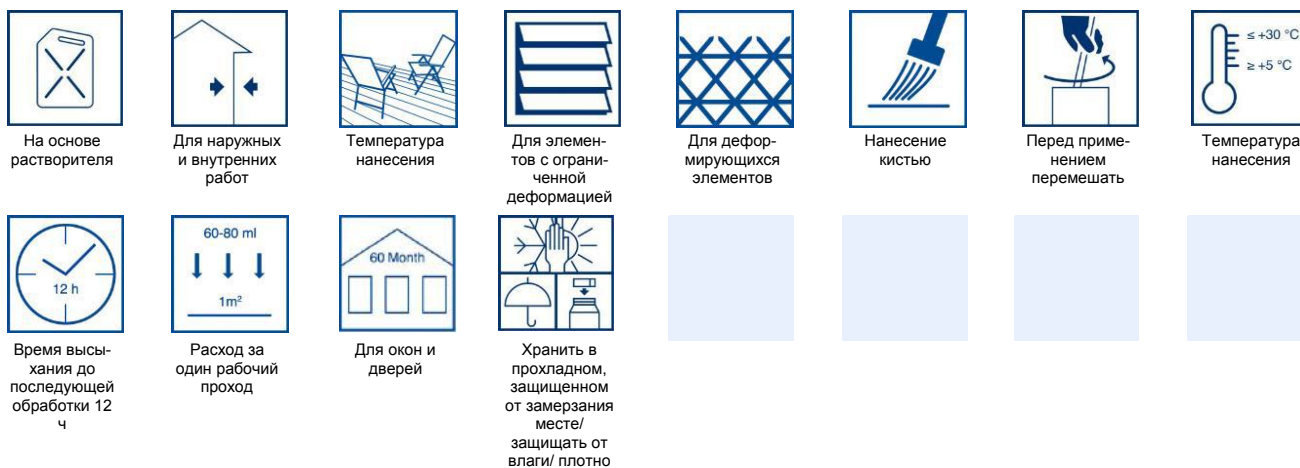 ≤ +30 °C
≥ +5 °C
На основе
растворителя
Для наружных
и внутренних
работ
Температура
нанесения
Для элемен-
тов с ограни-
ченной
деформацией
Для дефор-
мирующихся
элементов
Нанесение
кистью
Перед приме-
нением
перемешать
Температура
нанесения
12 h
60-80 ml
1m²
60 Month
Время высы-
хания до
последующей
обработки 12
ч
Расход за
один рабочий
проход
Для окон и
дверей
Хранить в
прохладном,
защищенном
от замерзания
месте/
защищать от
влаги/ плотно